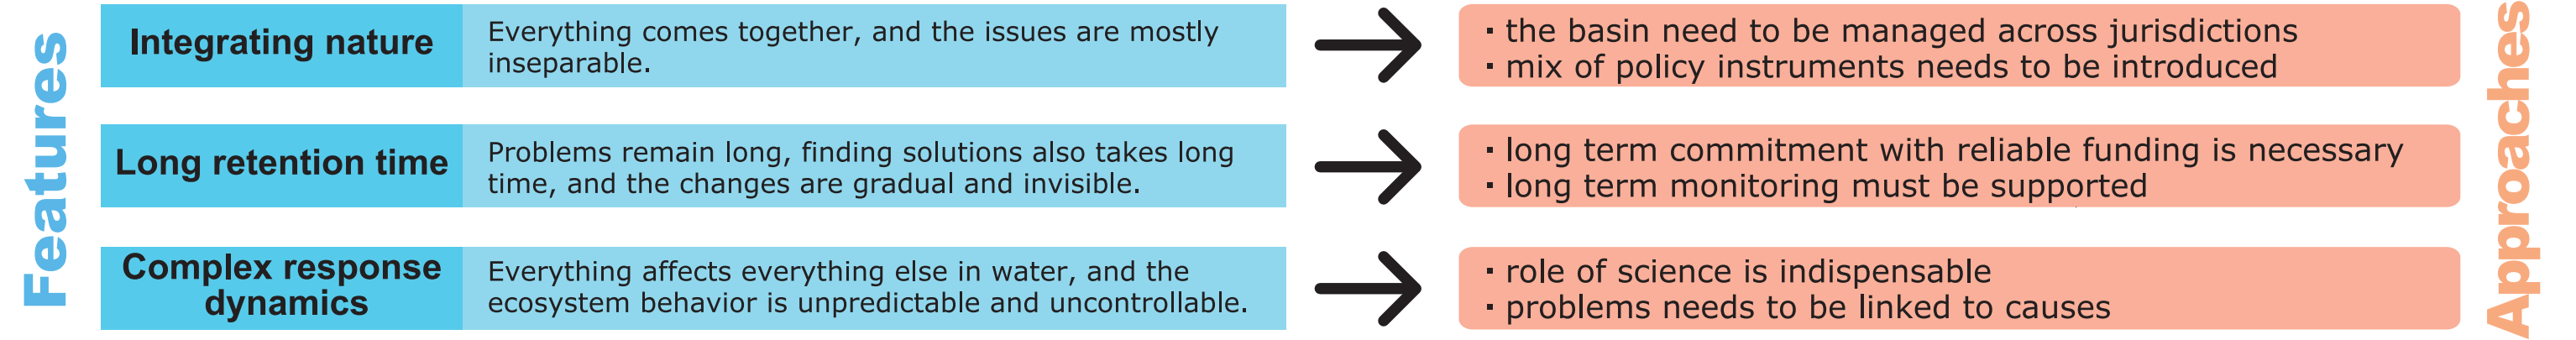 Features
Integrating nature
Everything comes together, and the issues are mostly
inseparable.
· the basin need to be managed across jurisdictions
· mix of policy instruments needs to be introduced
Long retention time
Problems remain long, finding solutions also takes long
time, and the changes are gradual and invisible.
· long term commitment with reliable funding is necessary
· long term monitoring must be supported
Complex response
dynamics
Everything affects everything else in water, and the
ecosystem behavior is unpredictable and uncontrollable.
· role of science is indispensable
· problems needs to be linked to causes
Approaches